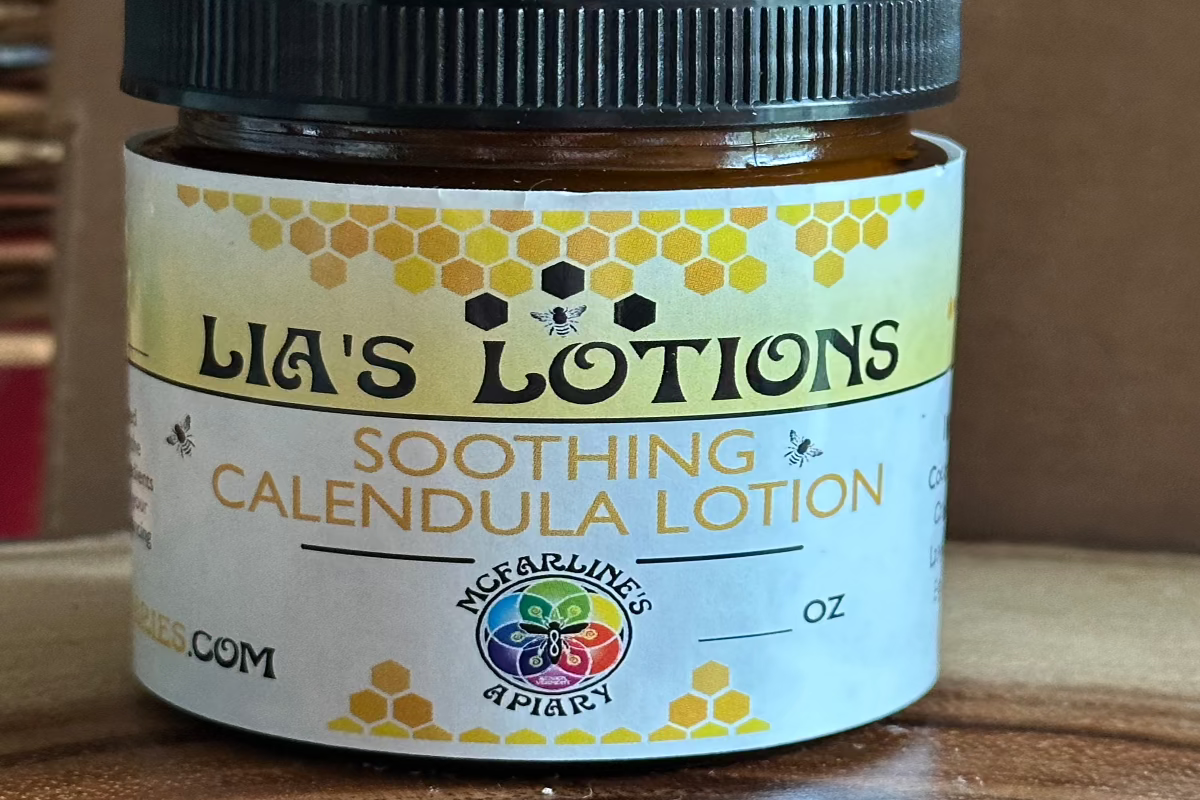 LIA'S LOTIONS
SOOTHING
CALENDULA LOTION
MCFARLINE'S
APIARY
OZ
.COM